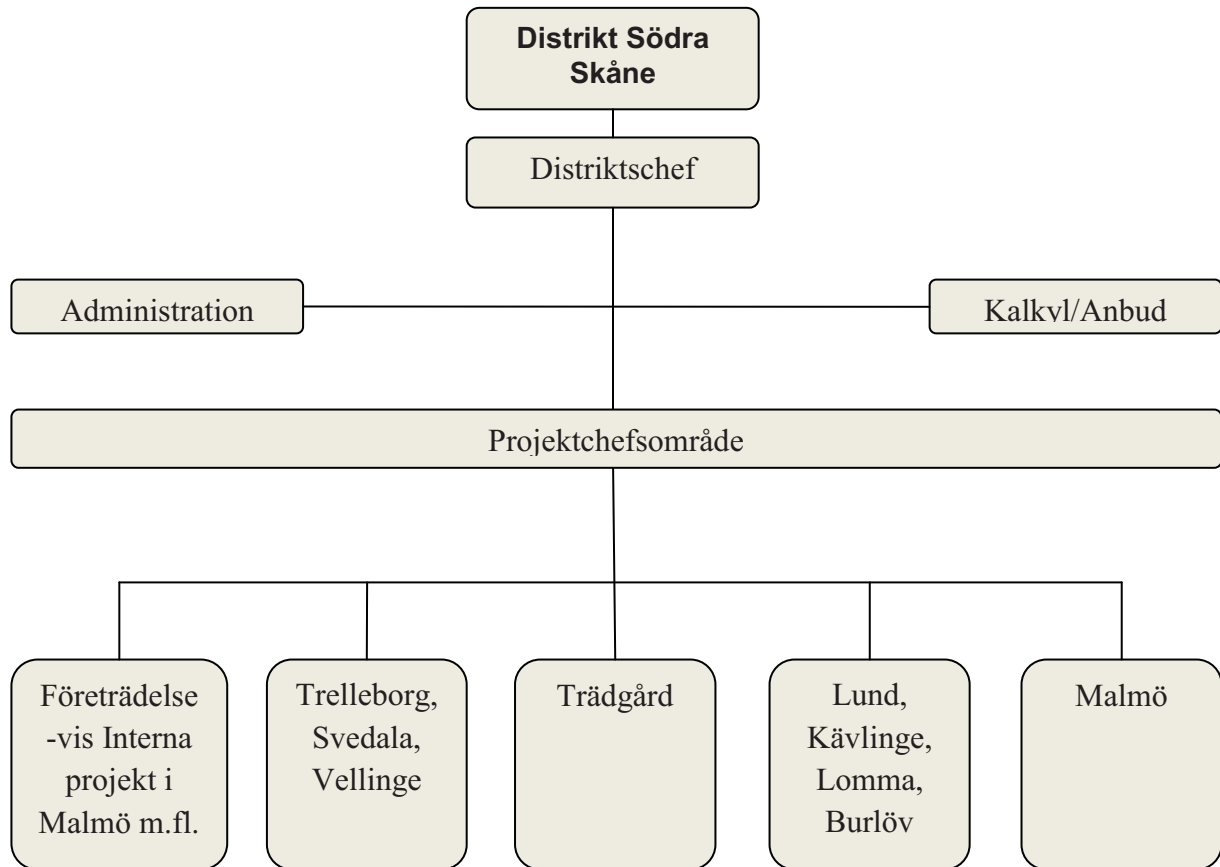 Distrikt Södra
Skåne
Distriktschef
Administration
Kalkvl/Anbud
Projektchefsområde
Företrädelse
-vis Interna
projekt i
Malmö m.fl.
Trelleborg,
Svedala,
Vellinge
Trädgård
Lund,
Kävlinge,
Lomma,
Burlöv
Malmö